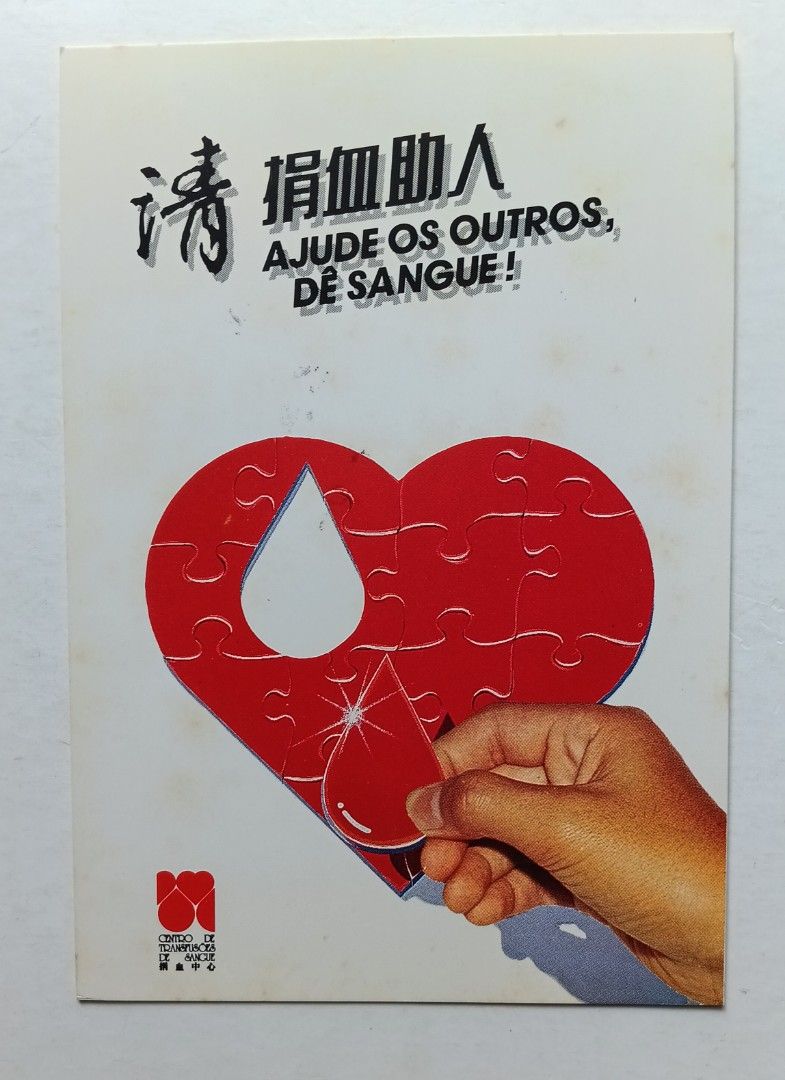 請 捐血助人
AJUDE OS OUTROS,
DÊ SANGUE!
CENTRO DE
TRANSFUSÕES
DE SANGUE
捐血中心